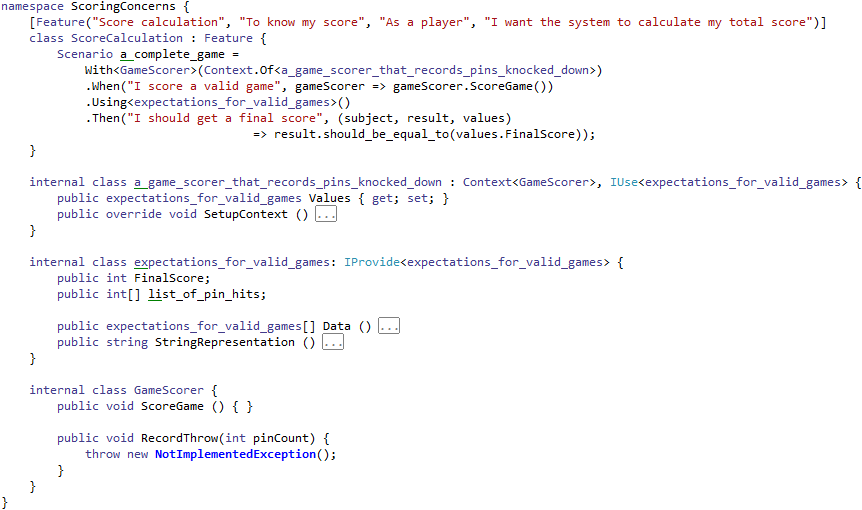 namespace ScoringConcerns {
    [Feature("Score calculation", "To know my score", "As a player", "I want the system to calculate my total score")]
    class ScoreCalculation : Feature {
        Scenario a_complete_game =
            With<GameScorer>(Context.Of<a_game_scorer_that_records_pins_knocked_down>)
            .When("I score a valid game", gameScorer => gameScorer.ScoreGame())
            .Using<expectations_for_valid_games>()
            .Then("I should get a final score", (subject, result, values)
                                    => result.should_be_equal_to(values.FinalScore));
    }

    internal class a_game_scorer_that_records_pins_knocked_down : Context<GameScorer>, IUse<expectations_for_valid_games> {
        public expectations_for_valid_games Values { get; set; }
        public override void SetupContext () ...
    }

    internal class expectations_for_valid_games: IProvide<expectations_for_valid_games> {
        public int FinalScore;
        public int[] list_of_pin_hits;

        public expectations_for_valid_games[] Data () ...
        public string StringRepresentation () ...
    }

    internal class GameScorer {
        public void ScoreGame () { }

        public void RecordThrow(int pinCount) {
            throw new NotImplementedException();
        }
    }
}